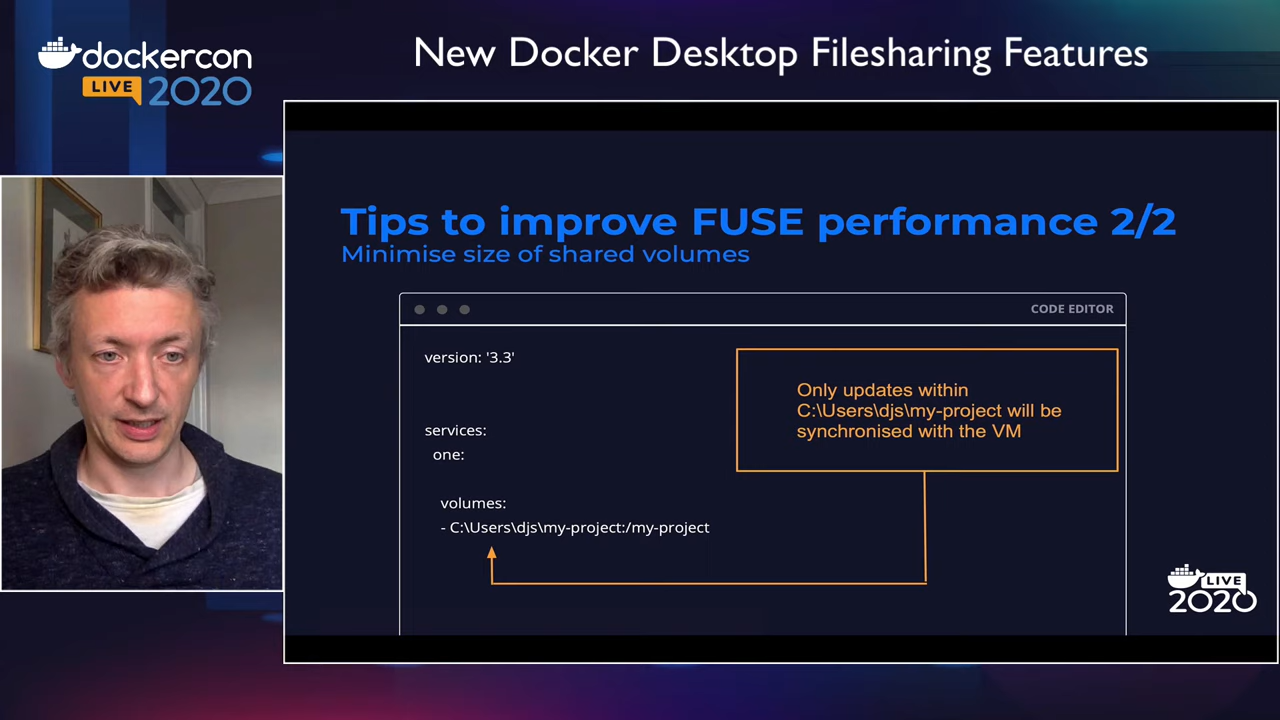 dockercon
LIVE 2020
New Docker Desktop Filesharing Features
Tips to improve FUSE performance 2/2
Minimise size of shared volumes
CODE EDITOR
version: '3.3'
services:
one:
volumes:
- C:\Users\djs\my-project:/my-project
Only updates within
C:\Users\djs\my-project will be
synchronised with the VM
LIVE
2020